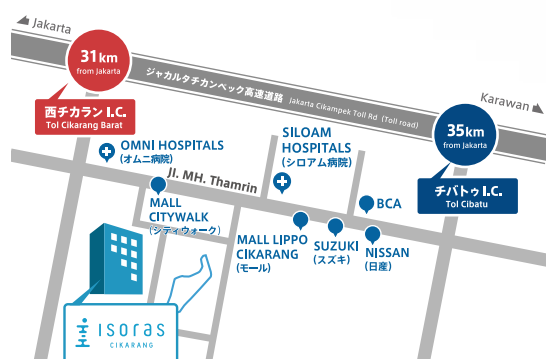 Jakarta
31km
from Jakarta
西チカラン I.C.
Tol Cikarang Barat
ジャカルタチカンペック高速道路 Jakarta Cikampek Toll Rd (Toll road)
Karawan
35km
from Jakarta
チバトゥ I.C.
Tol Cibatu
OMNI HOSPITALS
(オムニ病院)
SILOAM
HOSPITALS
(シロアム病院)
Jl. MH. Thamrin
MALL
CITYWALK
(シティウォーク)
BCA
MALL LIPPO
CIKARANG
(モール)
SUZUKI
(スズキ)
NISSAN
(日産)
ISORAS
CIKARANG